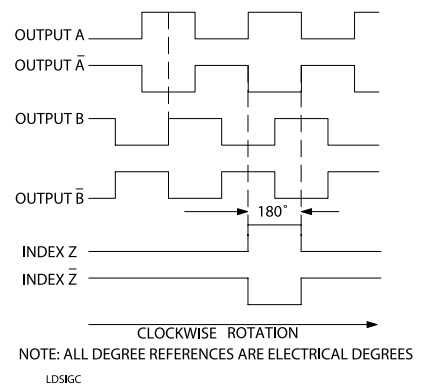 OUTPUT A
OUTPUT A̅
OUTPUT B
OUTPUT B̅
180°
INDEX Z
INDEX Z̅
CLOCKWISE ROTATION
NOTE: ALL DEGREE REFERENCES ARE ELECTRICAL DEGREES
LDSIGC